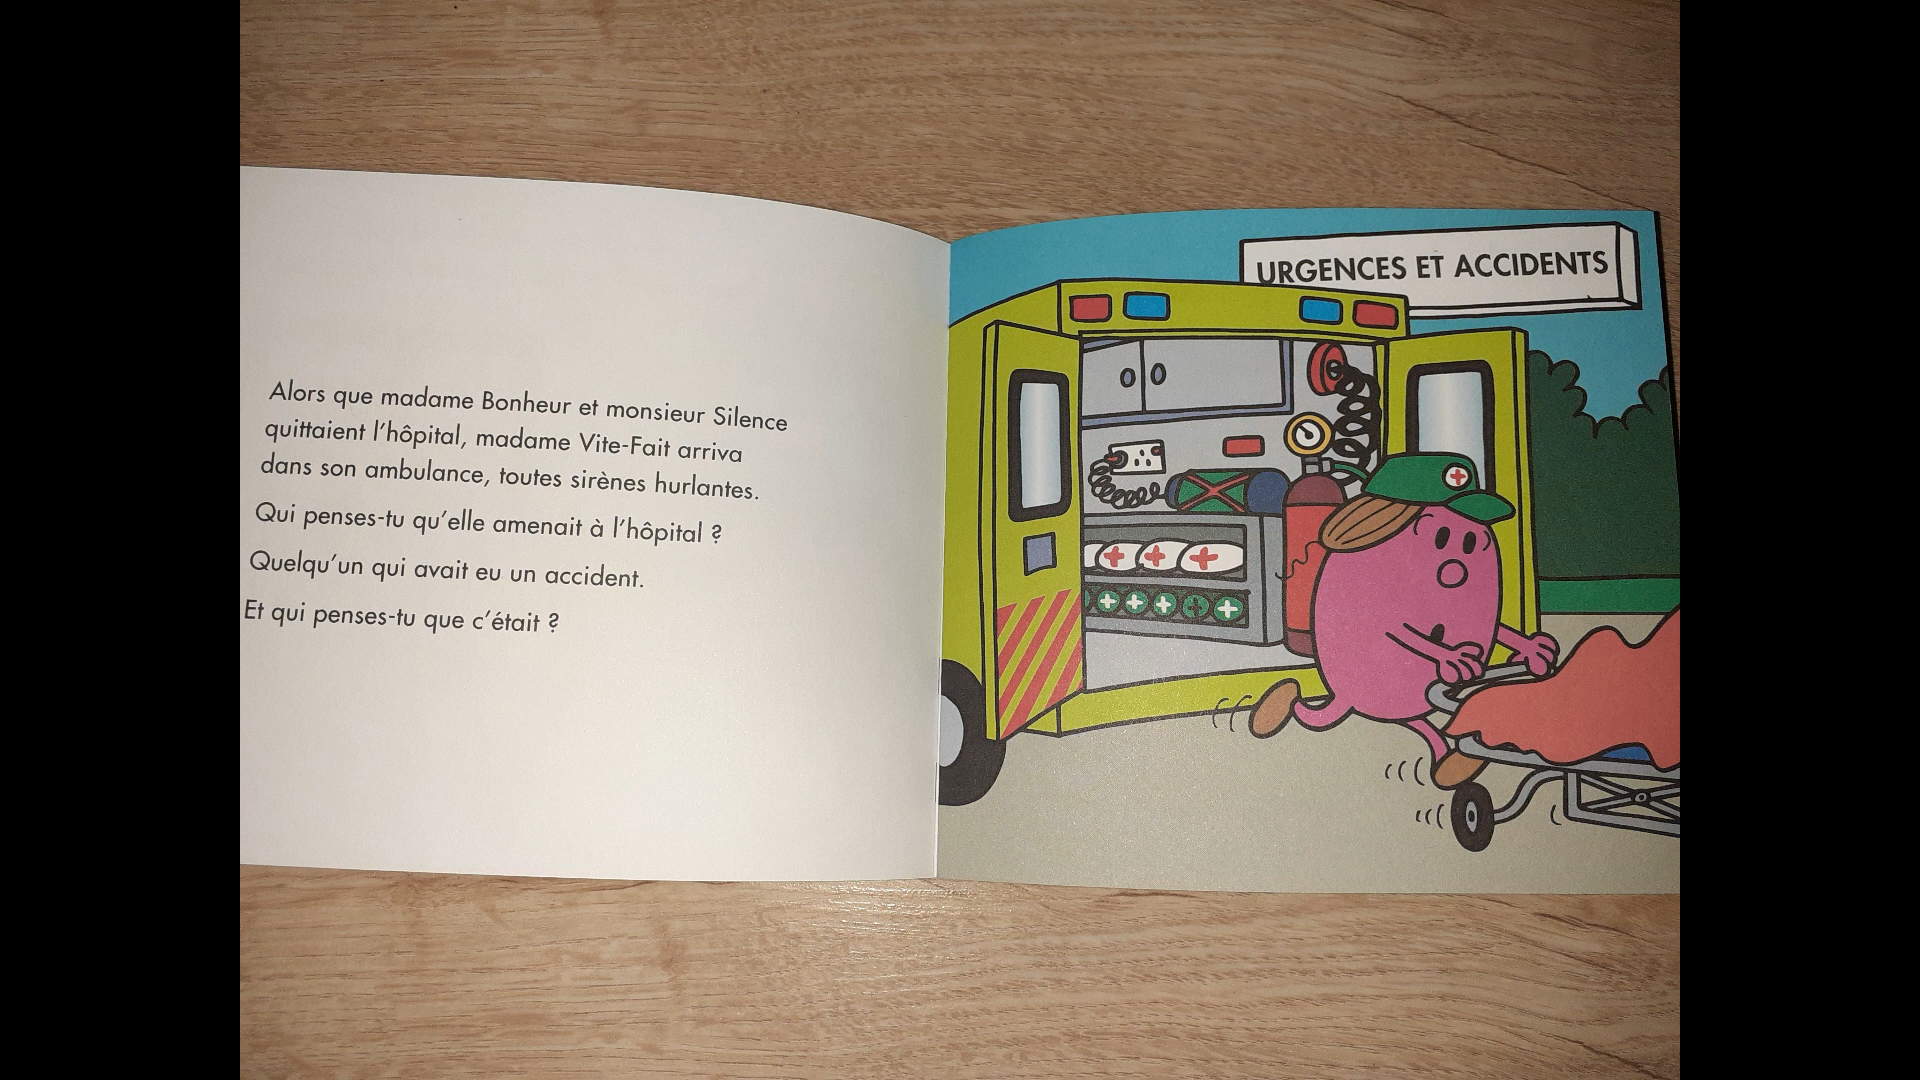 Alors que madame Bonheur et monsieur Silence
quittaient l'hôpital, madame Vite-Fait arriva
dans son ambulance, toutes sirènes hurlantes.
Qui penses-tu qu'elle amenait à l'hôpital ?
Quelqu'un qui avait eu un accident.
Et qui penses-tu que c'était ?
URGENCES ET ACCIDENTS